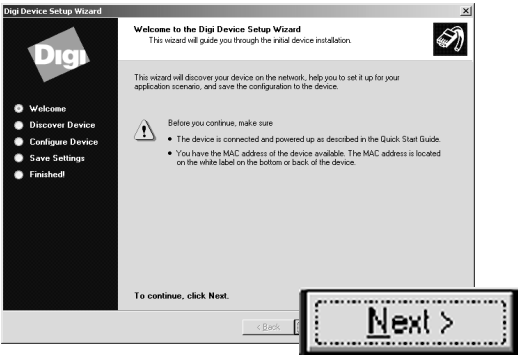 Digi Device Setup Wizard
Digi
Welcome to the Digi Device Setup Wizard
This wizard will guide you through the initial device installation.
This wizard will discover your device on the network, help you to set it up for your
application scenario, and save the configuration to the device.
Welcome
Discover Device
Configure Device
Save Settings
Finished!
Before you continue, make sure
• The device is connected and powered up as described in the Quick Start Guide.
• You have the MAC address of the device available. The MAC address is located
on the white label on the bottom or back of the device.
To continue, click Next.
< Back
Next >